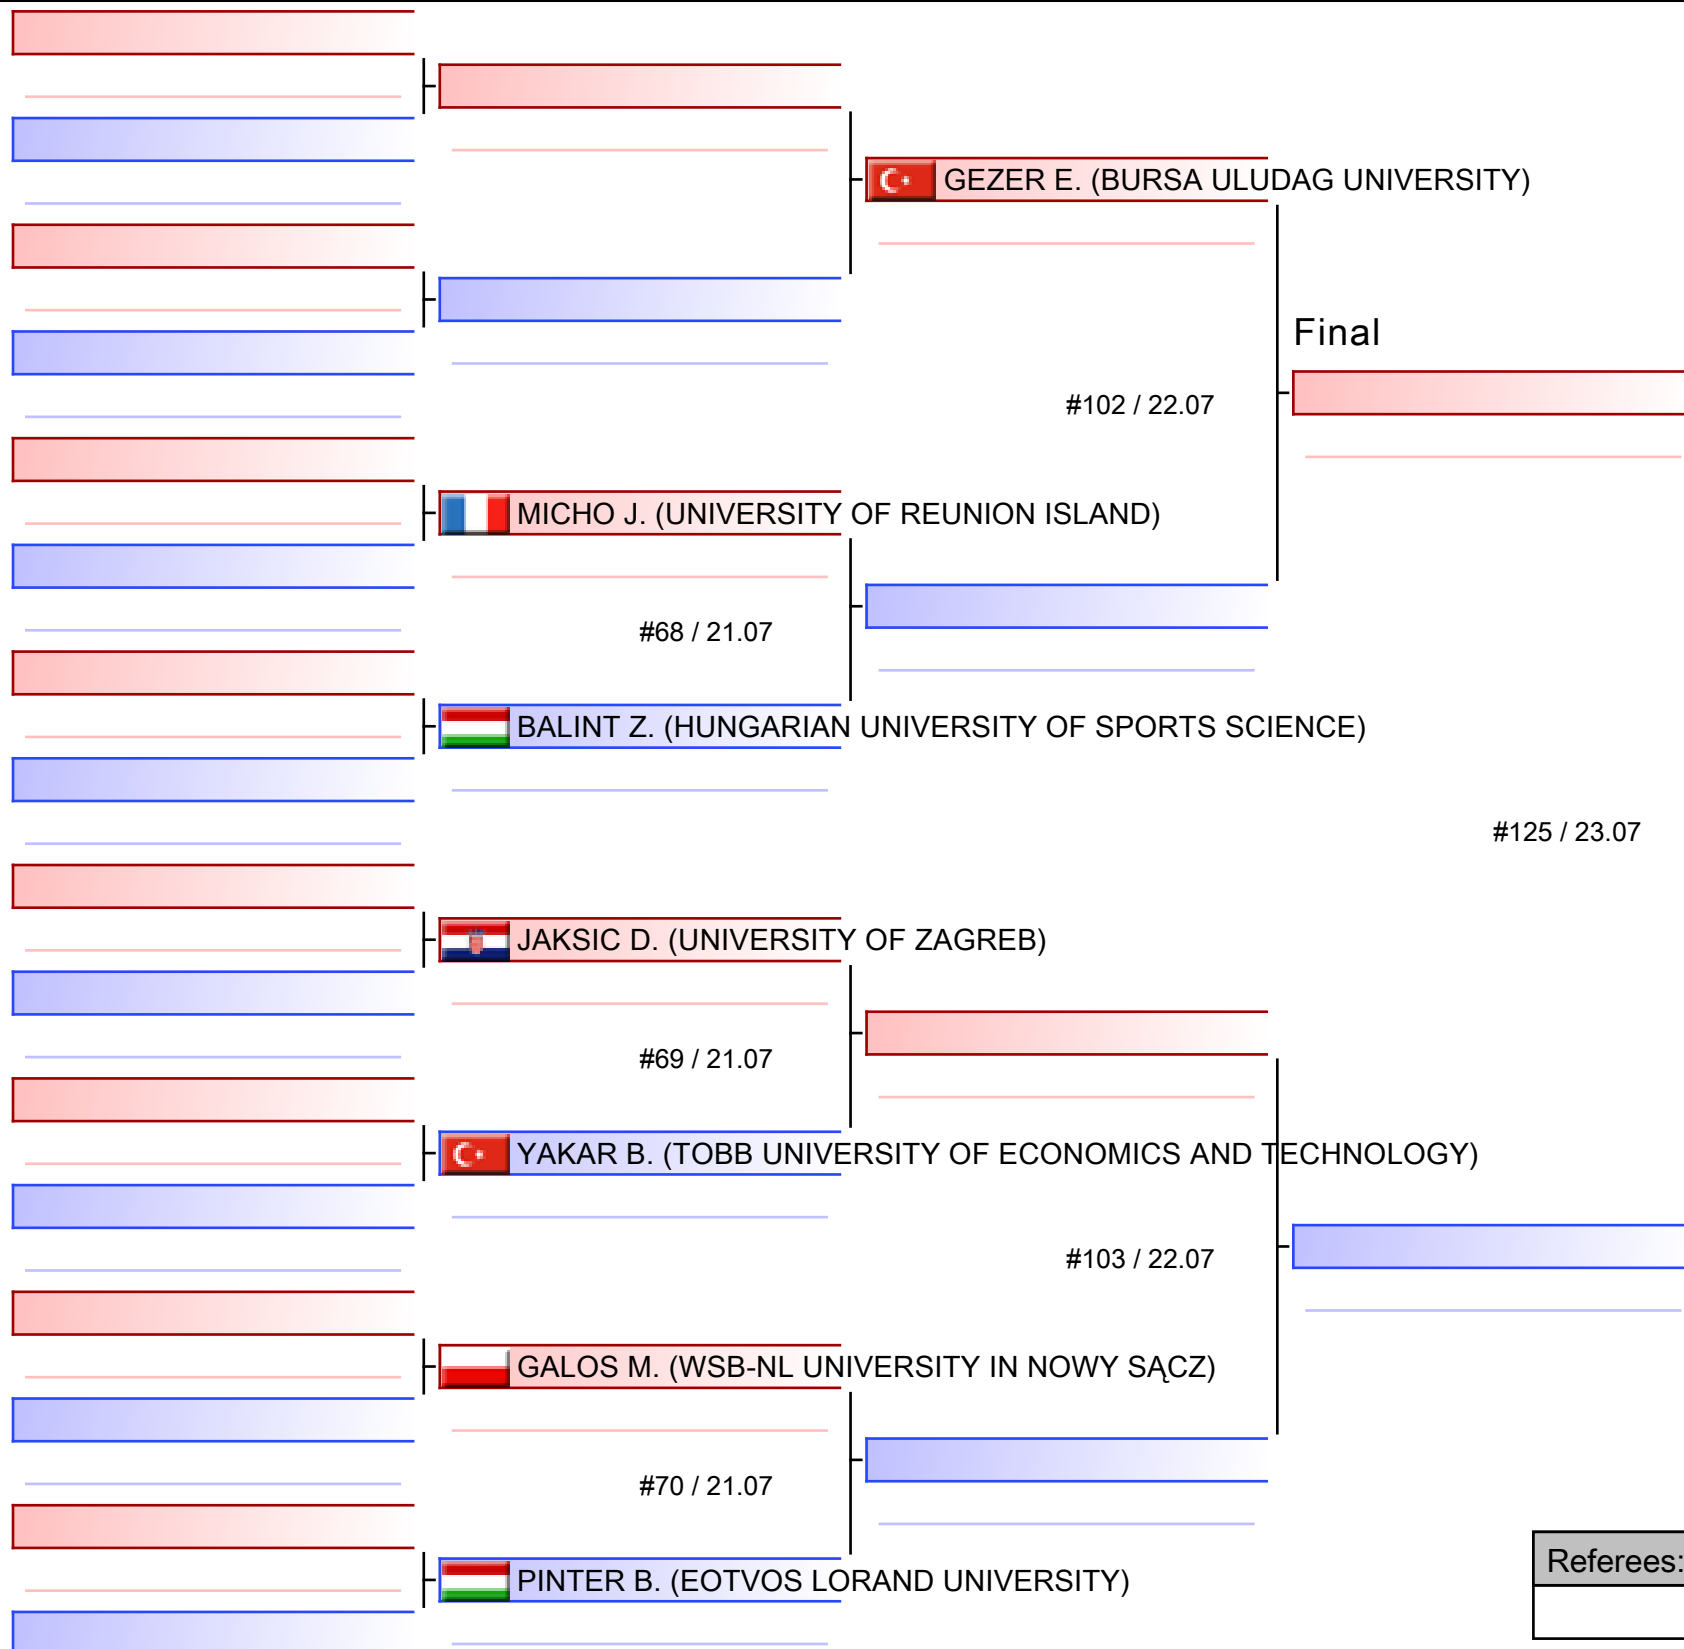 GEZER E. (BURSA ULUDAG UNIVERSITY)
Final
#102 / 22.07
MICHO J. (UNIVERSITY OF REUNION ISLAND)
#68 / 21.07
BALINT Z. (HUNGARIAN UNIVERSITY OF SPORTS SCIENCE)
#125 / 23.07
JAKSIC D. (UNIVERSITY OF ZAGREB)
#69 / 21.07
YAKAR B. (TOBB UNIVERSITY OF ECONOMICS AND TECHNOLOGY)
#103 / 22.07
GALOS M. (WSB-NL UNIVERSITY IN NOWY SĄCZ)
#70 / 21.07
Referees:
PINTER B. (EOTVOS LORAND UNIVERSITY)